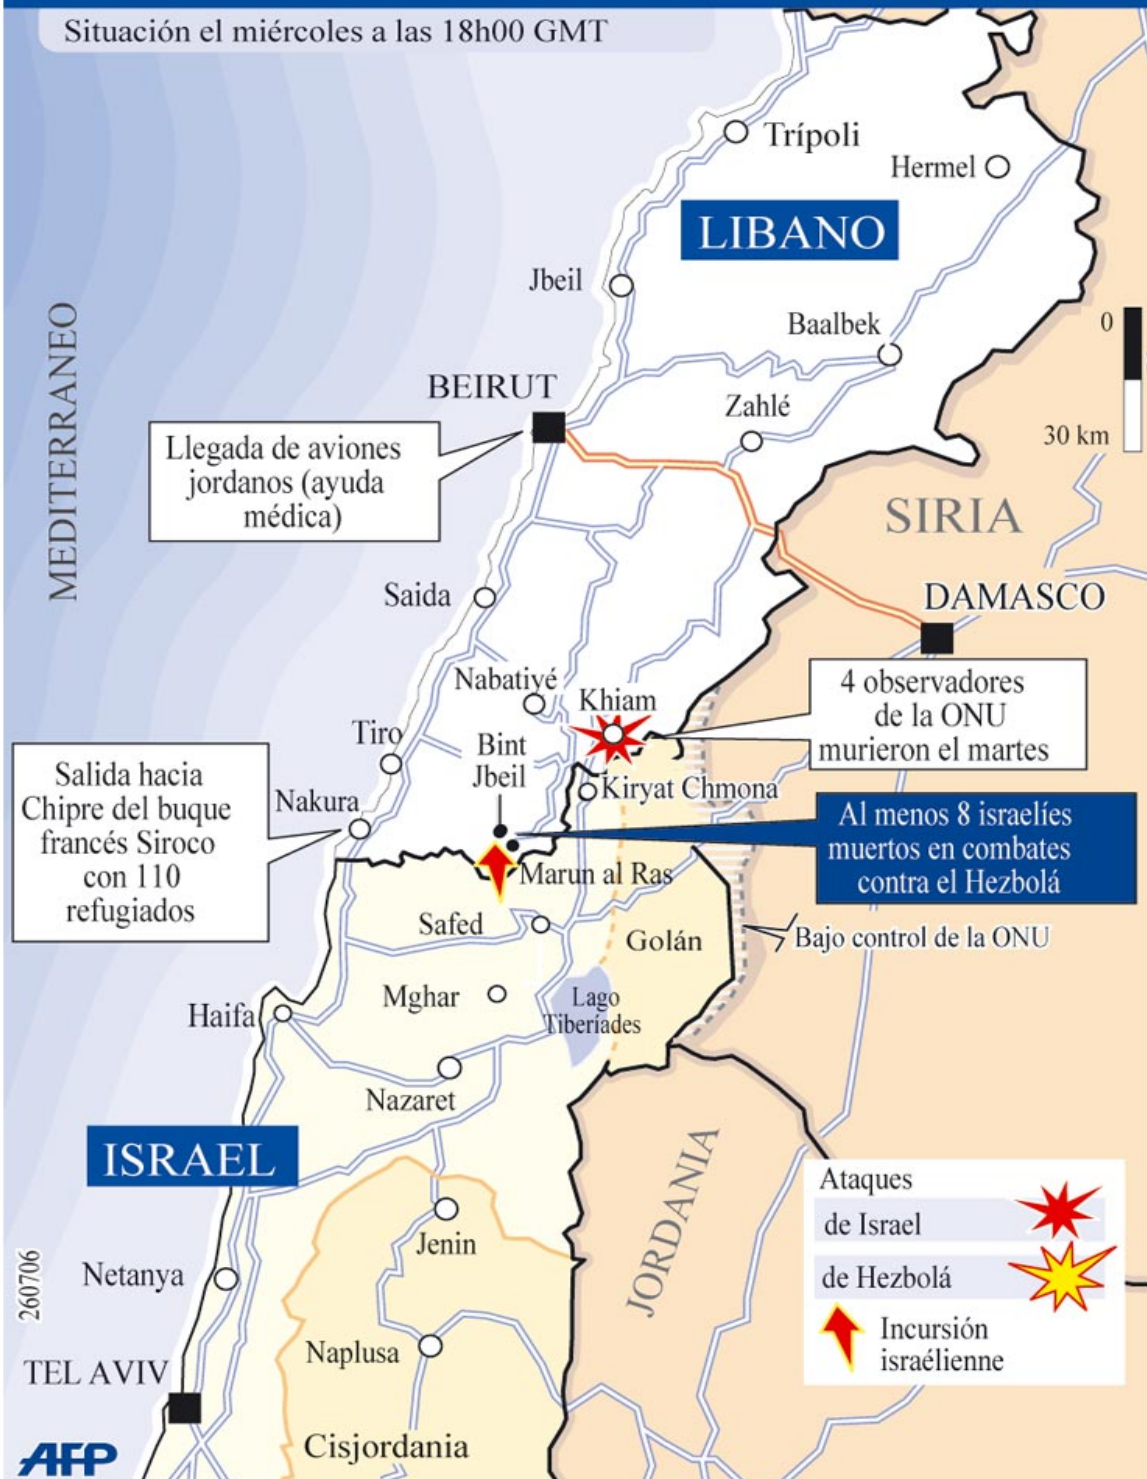 Situación el miércoles a las 18h00 GMT
Trípoli
Hermel
LIBANO
Jbeil
Baalbek
0
30 km
MEDITERRANEO
BEIRUT
Zahlé
Llegada de aviones
jordanos (ayuda
médica)
SIRIA
Saida
DAMASCO
Nabatiyé
Khiam
4 observadores
de la ONU
murieron el martes
Tiro
Bint
Jbeil
Salida hacia
Chipre del buque
francés Siroco
con 110
refugiados
Nakura
Kiryat Chmona
Al menos 8 israelíes
muertos en combates
contra el Hezbolá
Marun al Ras
Safed
Golán
Bajo control de la ONU
Mghar
Lago
Tiberíades
Haifa
Nazaret
ISRAEL
JORDANIA
Ataques
de Israel
de Hezbolá
Incursión
israélienne
Jenin
Netanya
260706
Naplusa
TEL AVIV
Cisjordania
AFP